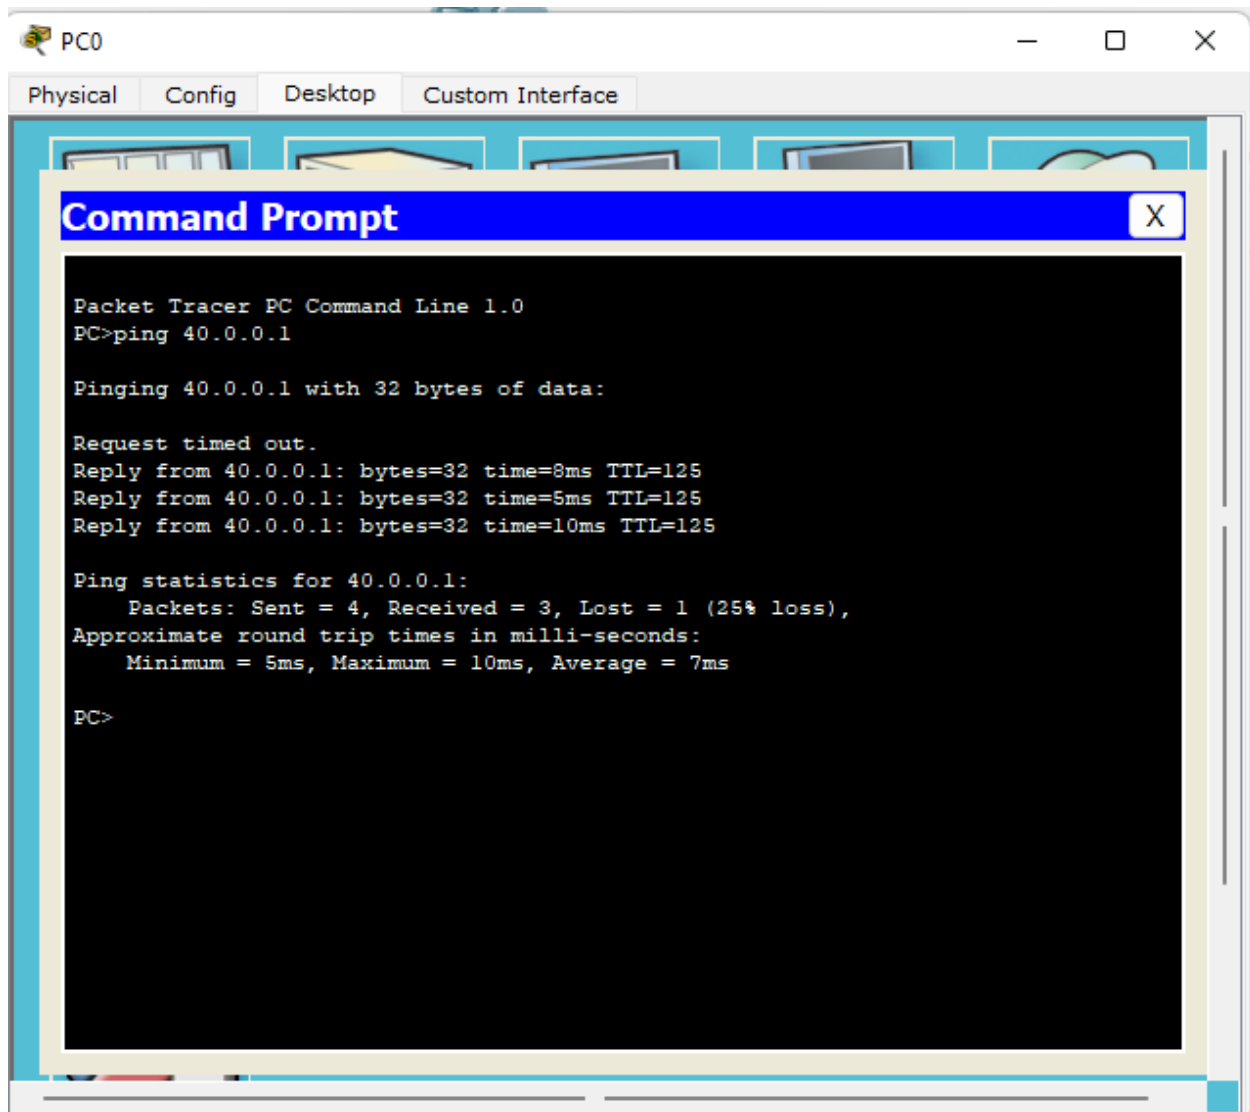 PC0
Physical Config Desktop Custom Interface
Command Prompt X
Packet Tracer PC Command Line 1.0
PC>ping 40.0.0.1
Pinging 40.0.0.1 with 32 bytes of data:
Request timed out.
Reply from 40.0.0.1: bytes=32 time=8ms TTL=125
Reply from 40.0.0.1: bytes=32 time=5ms TTL=125
Reply from 40.0.0.1: bytes=32 time=10ms TTL=125
Ping statistics for 40.0.0.1:
Packets: Sent = 4, Received = 3, Lost = 1 (25% loss),
Approximate round trip times in milli-seconds:
Minimum = 5ms, Maximum = 10ms, Average = 7ms
PC>